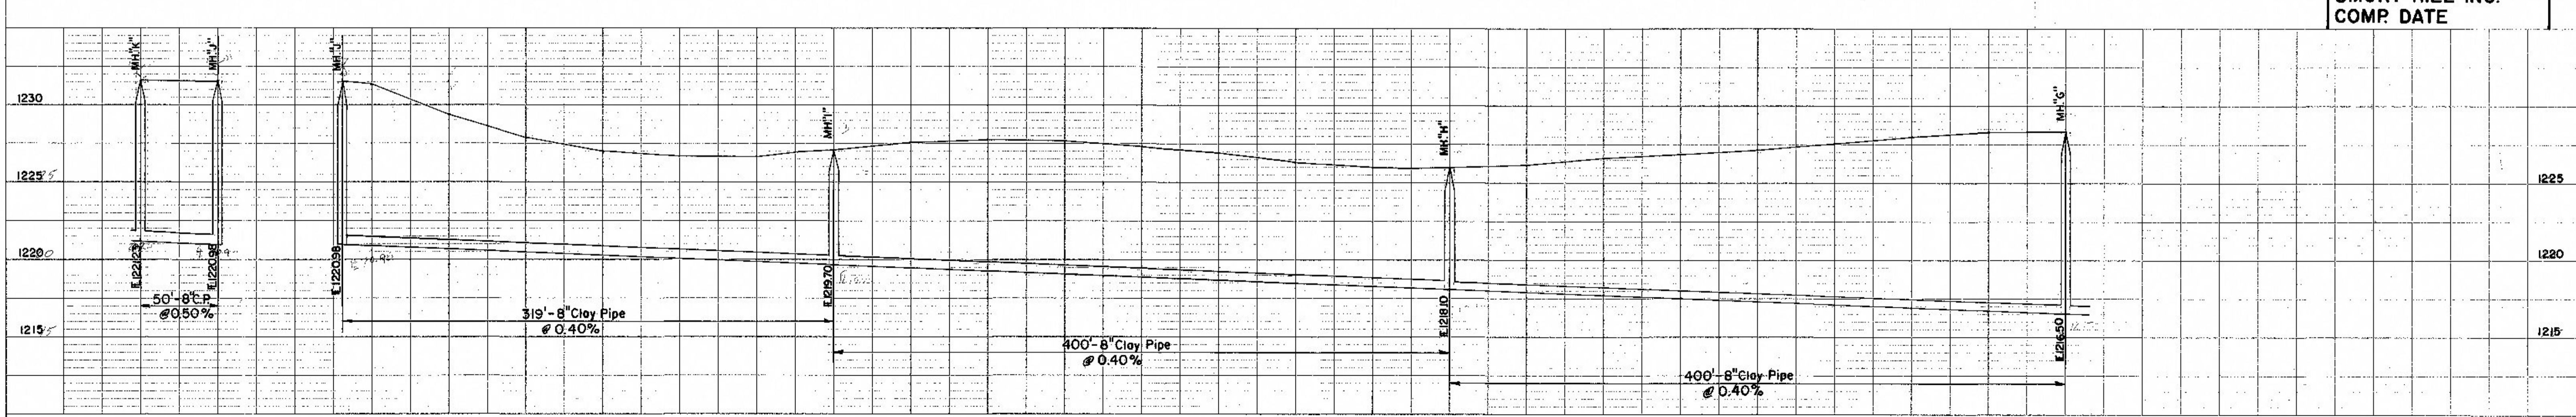 COMP. DATE
MH."K"
MH."J"
MH."J"
MH."I"
MH."H"
MH."G"
1230
1225
1225
1220
1220
1215
1215
E.1221.23
E.1220.98
E.1220.98
E.1219.70
E.1218.10
E.1216.50
50'-8"C.P.
@0.50%
319'-8"Clay Pipe
@ 0.40%
400'-8"Clay Pipe
@ 0.40%
400'-8"Clay Pipe
@ 0.40%